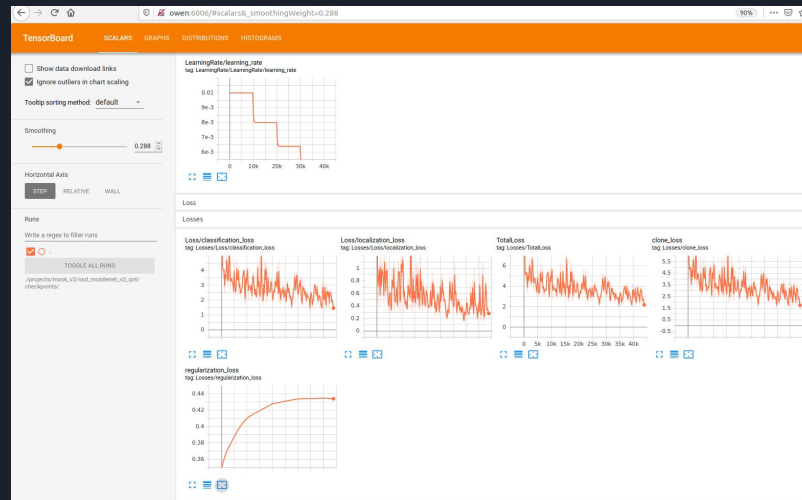 owen:6006/#scalars&_smoothingWeight=0.288
90%
TensorBoard
SCALARS
GRAPHS
DISTRIBUTIONS
HISTOGRAMS
Show data download links
Ignore outliers in chart scaling
Tooltip sorting method: default
Smoothing
0.288
Horizontal Axis
STEP
RELATIVE
WALL
Runs
Write a regex to filter runs
.
TOGGLE ALL RUNS
./projects/mask_v2/ssd_mobilenet_v2_qnt/
checkpoints/
LearningRate/learning_rate
tag: LearningRate/LearningRate/learning_rate
0.01
9e-3
8e-3
7e-3
6e-3
0 10k 20k 30k 40k
Loss
Losses
Loss/classification_loss
tag: Losses/Loss/classification_loss
4
3
2
1
0
Loss/localization_loss
tag: Losses/Loss/localization_loss
1
0.8
0.6
0.4
0.2
0
TotalLoss
tag: Losses/TotalLoss
6
4
2
0
0 5k 10k 15k 20k 25k 30k 35k 40k
clone_loss
tag: Losses/clone_loss
5.5
4.5
3.5
2.5
1.5
0.5
-0.5
regularization_loss
tag: Losses/regularization_loss
0.44
0.42
0.4
0.38
0.36